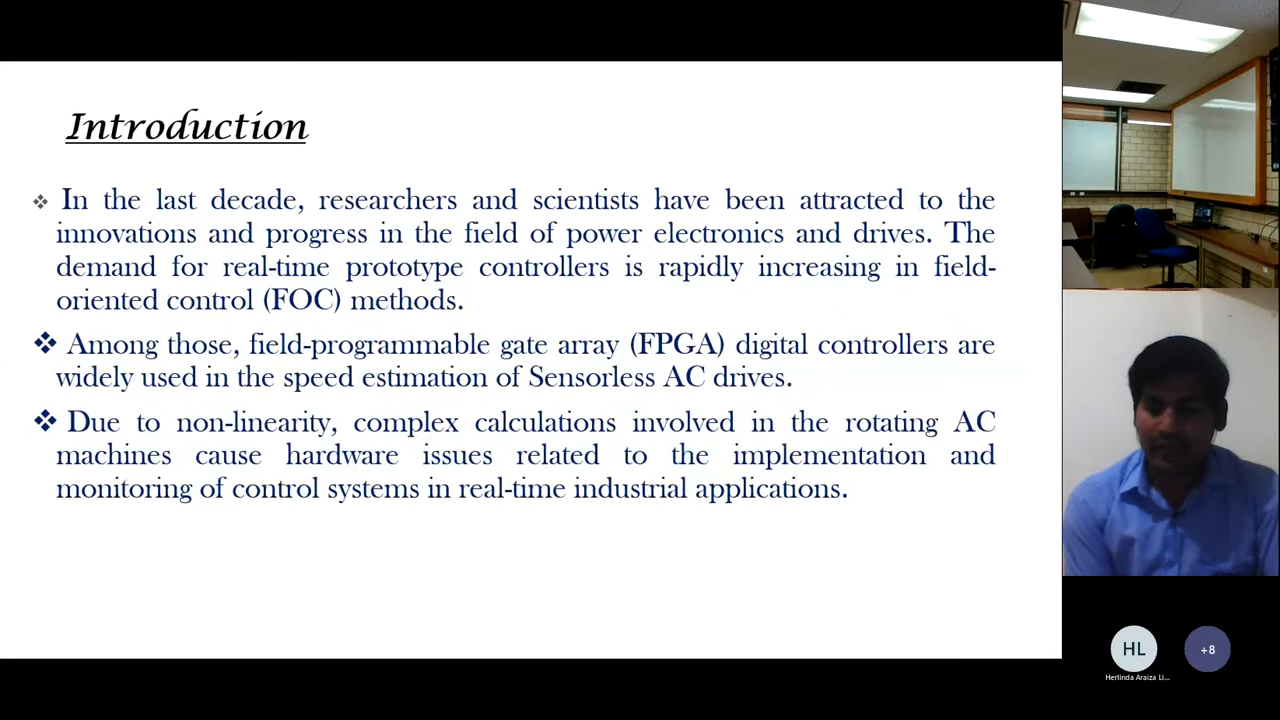 Introduction
❖ In the last decade, researchers and scientists have been attracted to the
innovations and progress in the field of power electronics and drives. The
demand for real-time prototype controllers is rapidly increasing in field-
oriented control (FOC) methods.
❖ Among those, field-programmable gate array (FPGA) digital controllers are
widely used in the speed estimation of Sensorless AC drives.
❖ Due to non-linearity, complex calculations involved in the rotating AC
machines cause hardware issues related to the implementation and
monitoring of control systems in real-time industrial applications.
HL
+8
Herlinda Araiza Li...